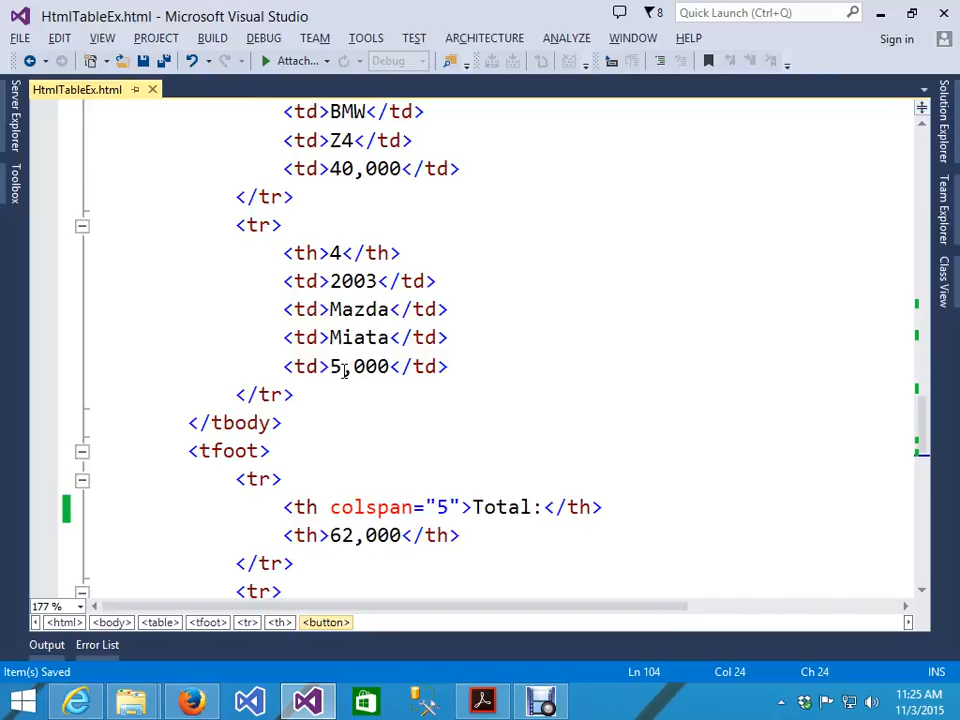 HtmlTableEx.html - Microsoft Visual Studio
8
Quick Launch (Ctrl+Q)
FILE EDIT VIEW PROJECT BUILD DEBUG TEAM TOOLS TEST ARCHITECTURE ANALYZE WINDOW HELP
Sign in
Attach...
Debug
HtmlTableEx.html
Server Explorer
Toolbox
<td>BMW</td>
<td>Z4</td>
<td>40,000</td>
</tr>
<tr>
<th>4</th>
<td>2003</td>
<td>Mazda</td>
<td>Miata</td>
<td>5,000</td>
</tr>
</tbody>
<tfoot>
<tr>
<th colspan="5">Total:</th>
<th>62,000</th>
</tr>
<tr>
Solution Explorer
Team Explorer
Class View
177 %
<html> <body> <table> <tfoot> <tr> <th> <button>
Output Error List
Item(s) Saved
Ln 104 Col 24 Ch 24 INS
11:25 AM
11/3/2015